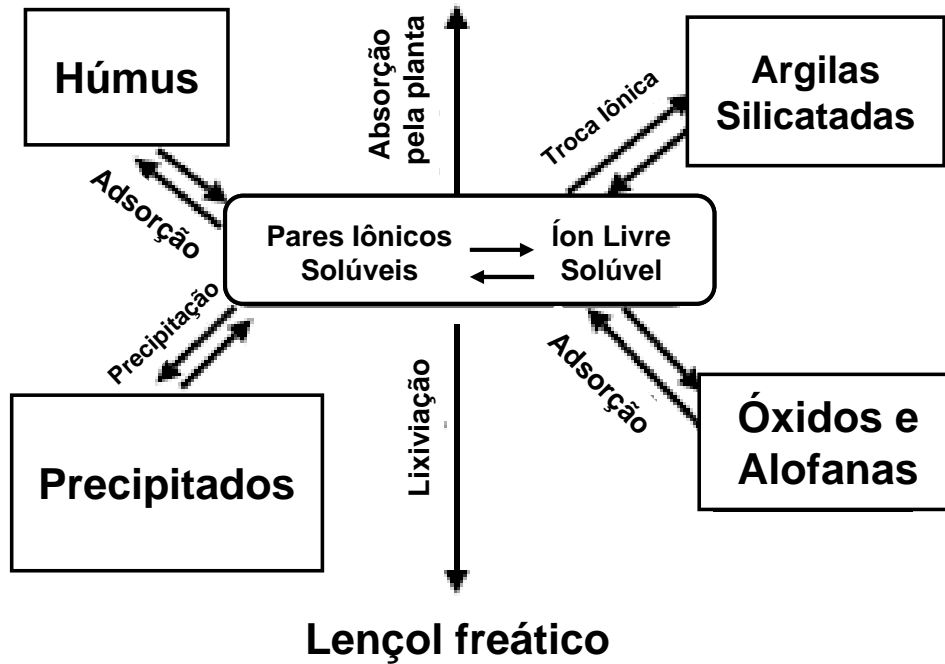 Húmus
Absorção
pela planta
Troca Iônica
Argilas
Silicatadas
Adsorção
Pares Iônicos
Solúveis
Íon Livre
Solúvel
Precipitação
Precipitados
Lixiviação
Adsorção
Óxidos e
Alofanas
Lençol freático